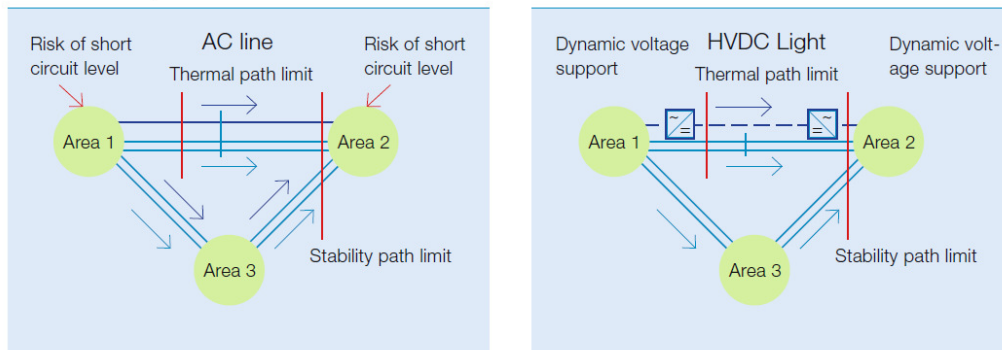 AC line
Risk of short
circuit level
Risk of short
circuit level
Thermal path limit
Area 1
Area 2
Area 3
Stability path limit
HVDC Light
Dynamic voltage
support
Dynamic volt-
age support
Thermal path limit
~
=
~
=
Area 1
Area 2
Area 3
Stability path limit